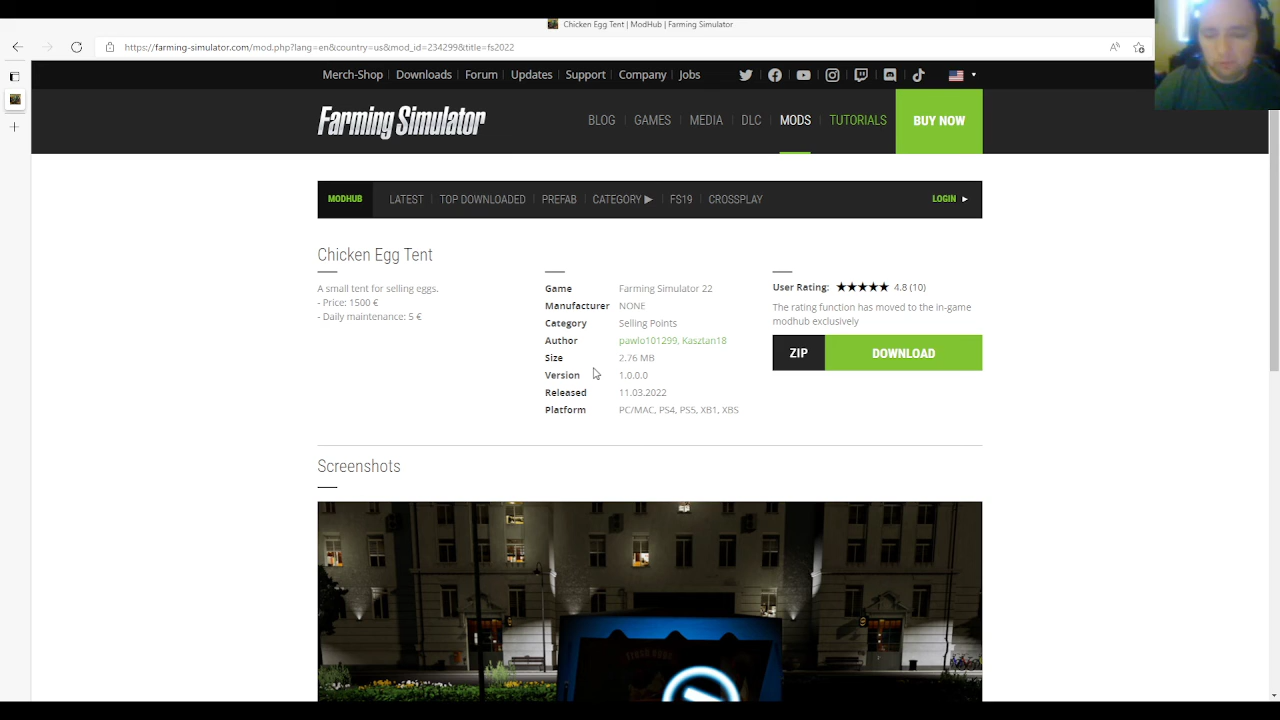 Chicken Egg Tent | ModHub | Farming Simulator
https://farming-simulator.com/mod.php?lang=en&country=us&mod_id=234299&title=fs2022
Merch-Shop | Downloads | Forum | Updates | Support | Company | Jobs
Farming Simulator
BLOG | GAMES | MEDIA | DLC | MODS | TUTORIALS
BUY NOW
MODHUB
LATEST | TOP DOWNLOADED | PREFAB | CATEGORY ▶ | FS19 | CROSSPLAY
LOGIN ▶
Chicken Egg Tent
A small tent for selling eggs.
- Price: 1500 €
- Daily maintenance: 5 €
Game Farming Simulator 22
Manufacturer NONE
Category Selling Points
Author pawlo101299, Kasztan18
Size 2.76 MB
Version 1.0.0.0
Released 11.03.2022
Platform PC/MAC, PS4, PS5, XB1, XBS
User Rating: ★★★★★ 4.8 (10)
The rating function has moved to the in-game
modhub exclusively
ZIP DOWNLOAD
Screenshots
Fresh eggs